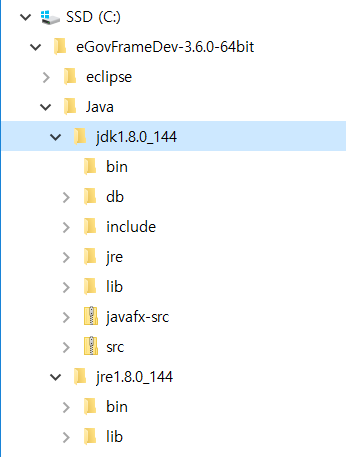 SSD (C:)
eGovFrameDev-3.6.0-64bit
eclipse
Java
jdk1.8.0_144
bin
db
include
jre
lib
javafx-src
src
jre1.8.0_144
bin
lib